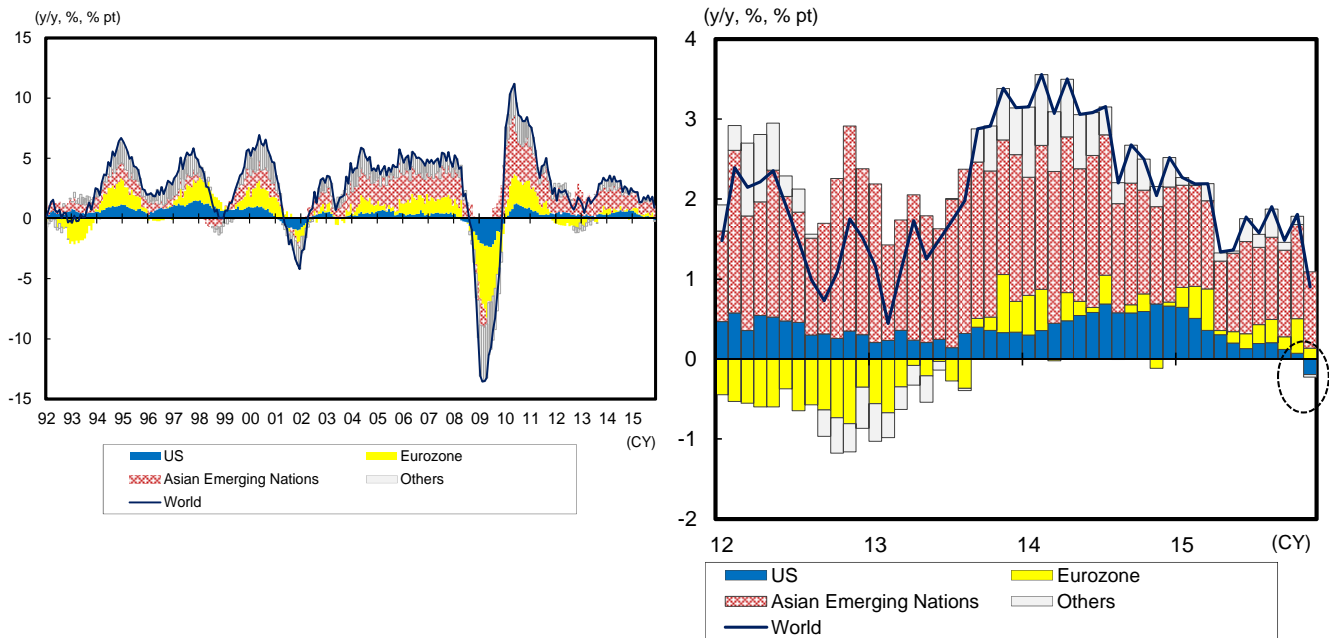 (y/y, %, % pt)
15
10
5
0
-5
-10
-15
92 93 94 95 96 97 98 99 00 01 02 03 04 05 06 07 08 09 10 11 12 13 14 15
(CY)
US
Eurozone
Asian Emerging Nations
Others
World
(y/y, %, % pt)
4
3
2
1
0
-1
-2
12 13 14 15
(CY)
US
Eurozone
Asian Emerging Nations
Others
World